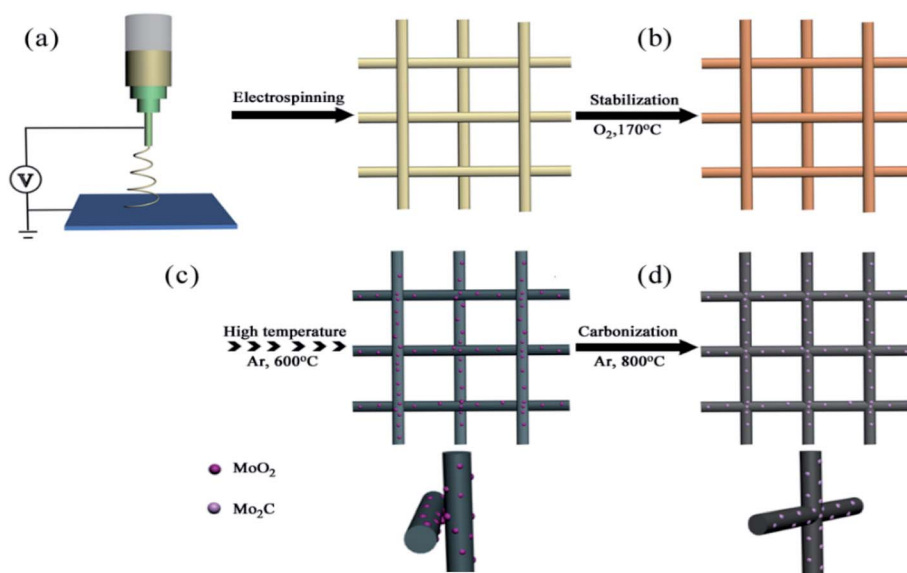 (a)
V
Electrospinning
(b)
Stabilization
O₂,170°C
(c)
High temperature
Ar, 600°C
(d)
Carbonization
Ar, 800°C
MoO₂
Mo₂C